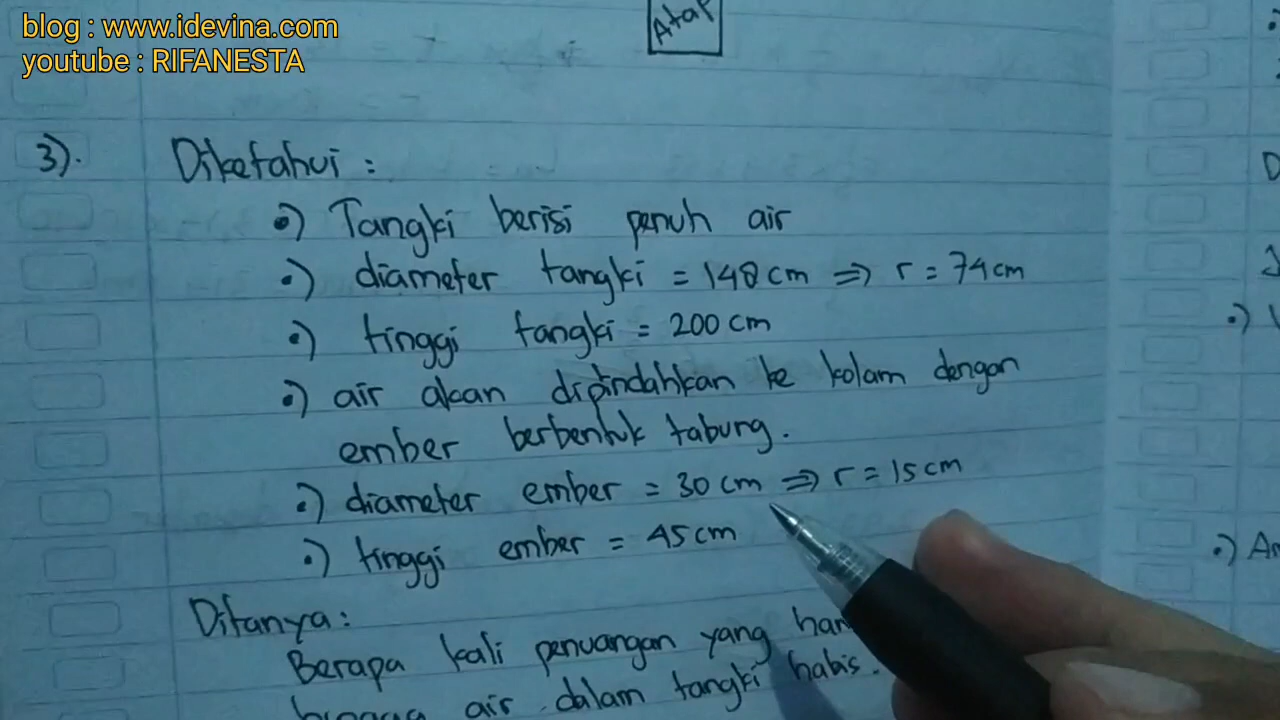 blog : www.idevina.com
youtube : RIFANESTA
Atap
3). Diketahui :
•) Tangki berisi penuh air
•) diameter tangki = 148 cm ⇒ r = 74 cm
•) tinggi tangki = 200 cm
•) air akan dipindahkan ke kolam dengan
ember berbentuk tabung.
•) diameter ember = 30 cm ⇒ r = 15 cm
•) tinggi ember = 45 cm
Ditanya :
Berapa kali penuangan yang
hingga air dalam tangki habis.